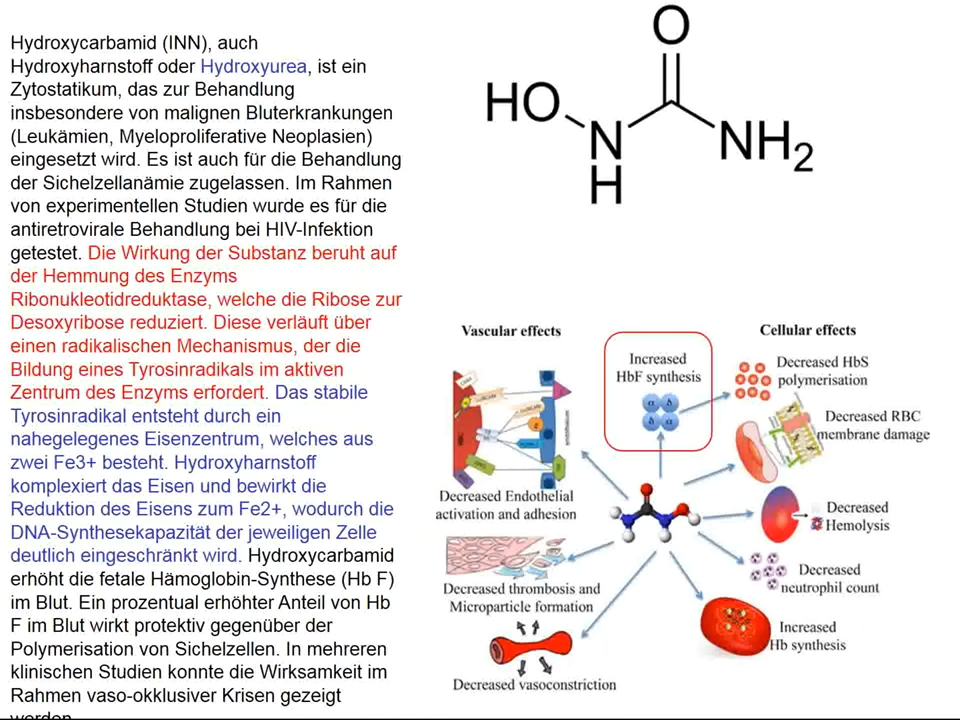 Hydroxycarbamid (INN), auch
Hydroxyharnstoff oder Hydroxyurea, ist ein
Zytostatikum, das zur Behandlung
insbesondere von malignen Bluterkrankungen
(Leukämien, Myeloproliferative Neoplasien)
eingesetzt wird. Es ist auch für die Behandlung
der Sichelzellanämie zugelassen. Im Rahmen
von experimentellen Studien wurde es für die
antiretrovirale Behandlung bei HIV-Infektion
getestet. Die Wirkung der Substanz beruht auf
der Hemmung des Enzyms
Ribonukleotidreduktase, welche die Ribose zur
Desoxyribose reduziert. Diese verläuft über
einen radikalischen Mechanismus, der die
Bildung eines Tyrosinradikals im aktiven
Zentrum des Enzyms erfordert. Das stabile
Tyrosinradikal entsteht durch ein
nahegelegenes Eisenzentrum, welches aus
zwei Fe3+ besteht. Hydroxyharnstoff
komplexiert das Eisen und bewirkt die
Reduktion des Eisens zum Fe2+, wodurch die
DNA-Synthesekapazität der jeweiligen Zelle
deutlich eingeschränkt wird. Hydroxycarbamid
erhöht die fetale Hämoglobin-Synthese (Hb F)
im Blut. Ein prozentual erhöhter Anteil von Hb
F im Blut wirkt protektiv gegenüber der
Polymerisation von Sichelzellen. In mehreren
klinischen Studien konnte die Wirksamkeit im
Rahmen vaso-okklusiver Krisen gezeigt
werden
O
HO
N
H
NH2
Vascular effects
Cellular effects
Increased
HbF synthesis
α δ
δ α
Decreased HbS
polymerisation
Decreased RBC
membrane damage
Decreased
Hemolysis
Decreased
neutrophil count
Increased
Hb synthesis
Decreased Endothelial
activation and adhesion
Decreased thrombosis and
Microparticle formation
Decreased vasoconstriction